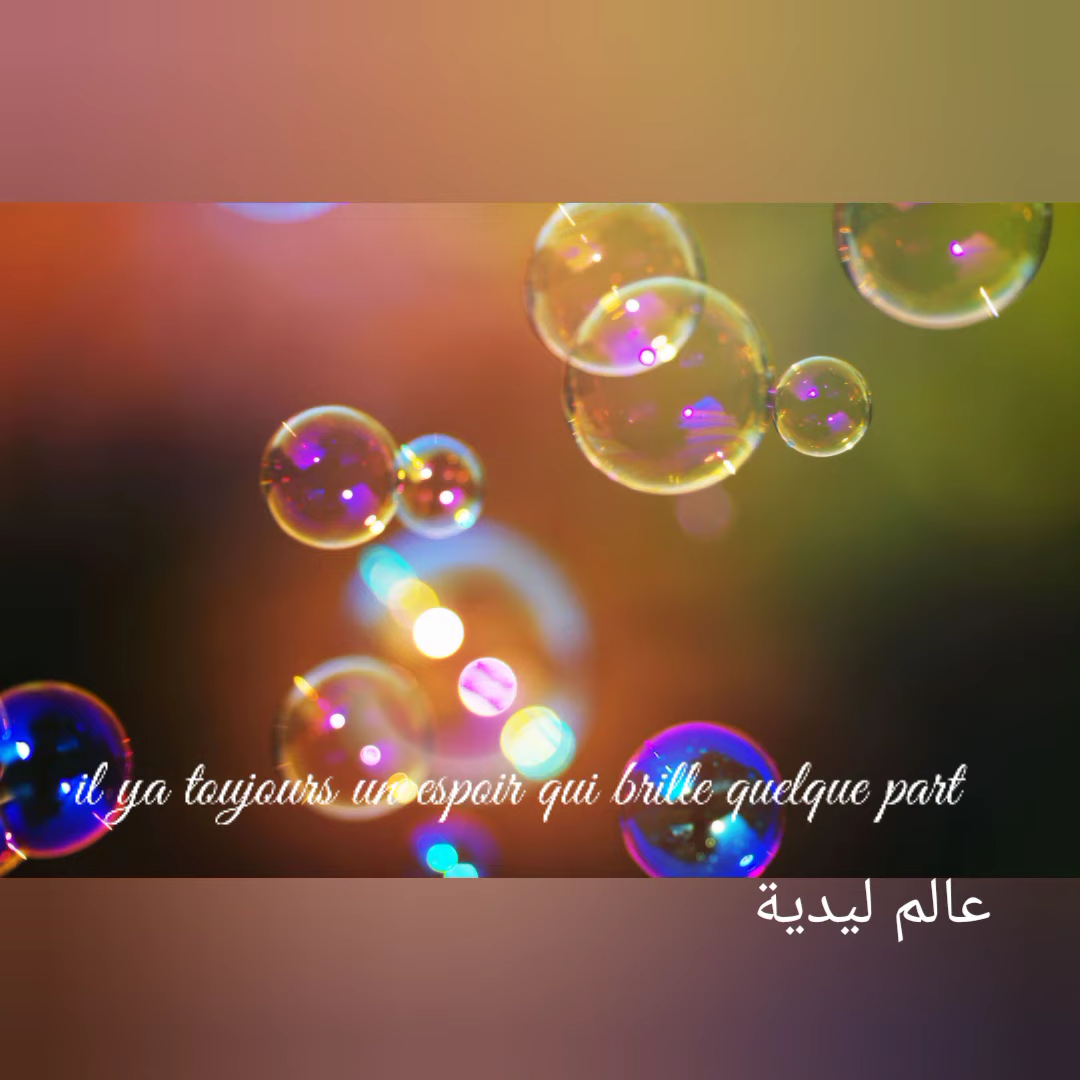 il ya toujours un espoir qui brille quelque part
عالم ليدية